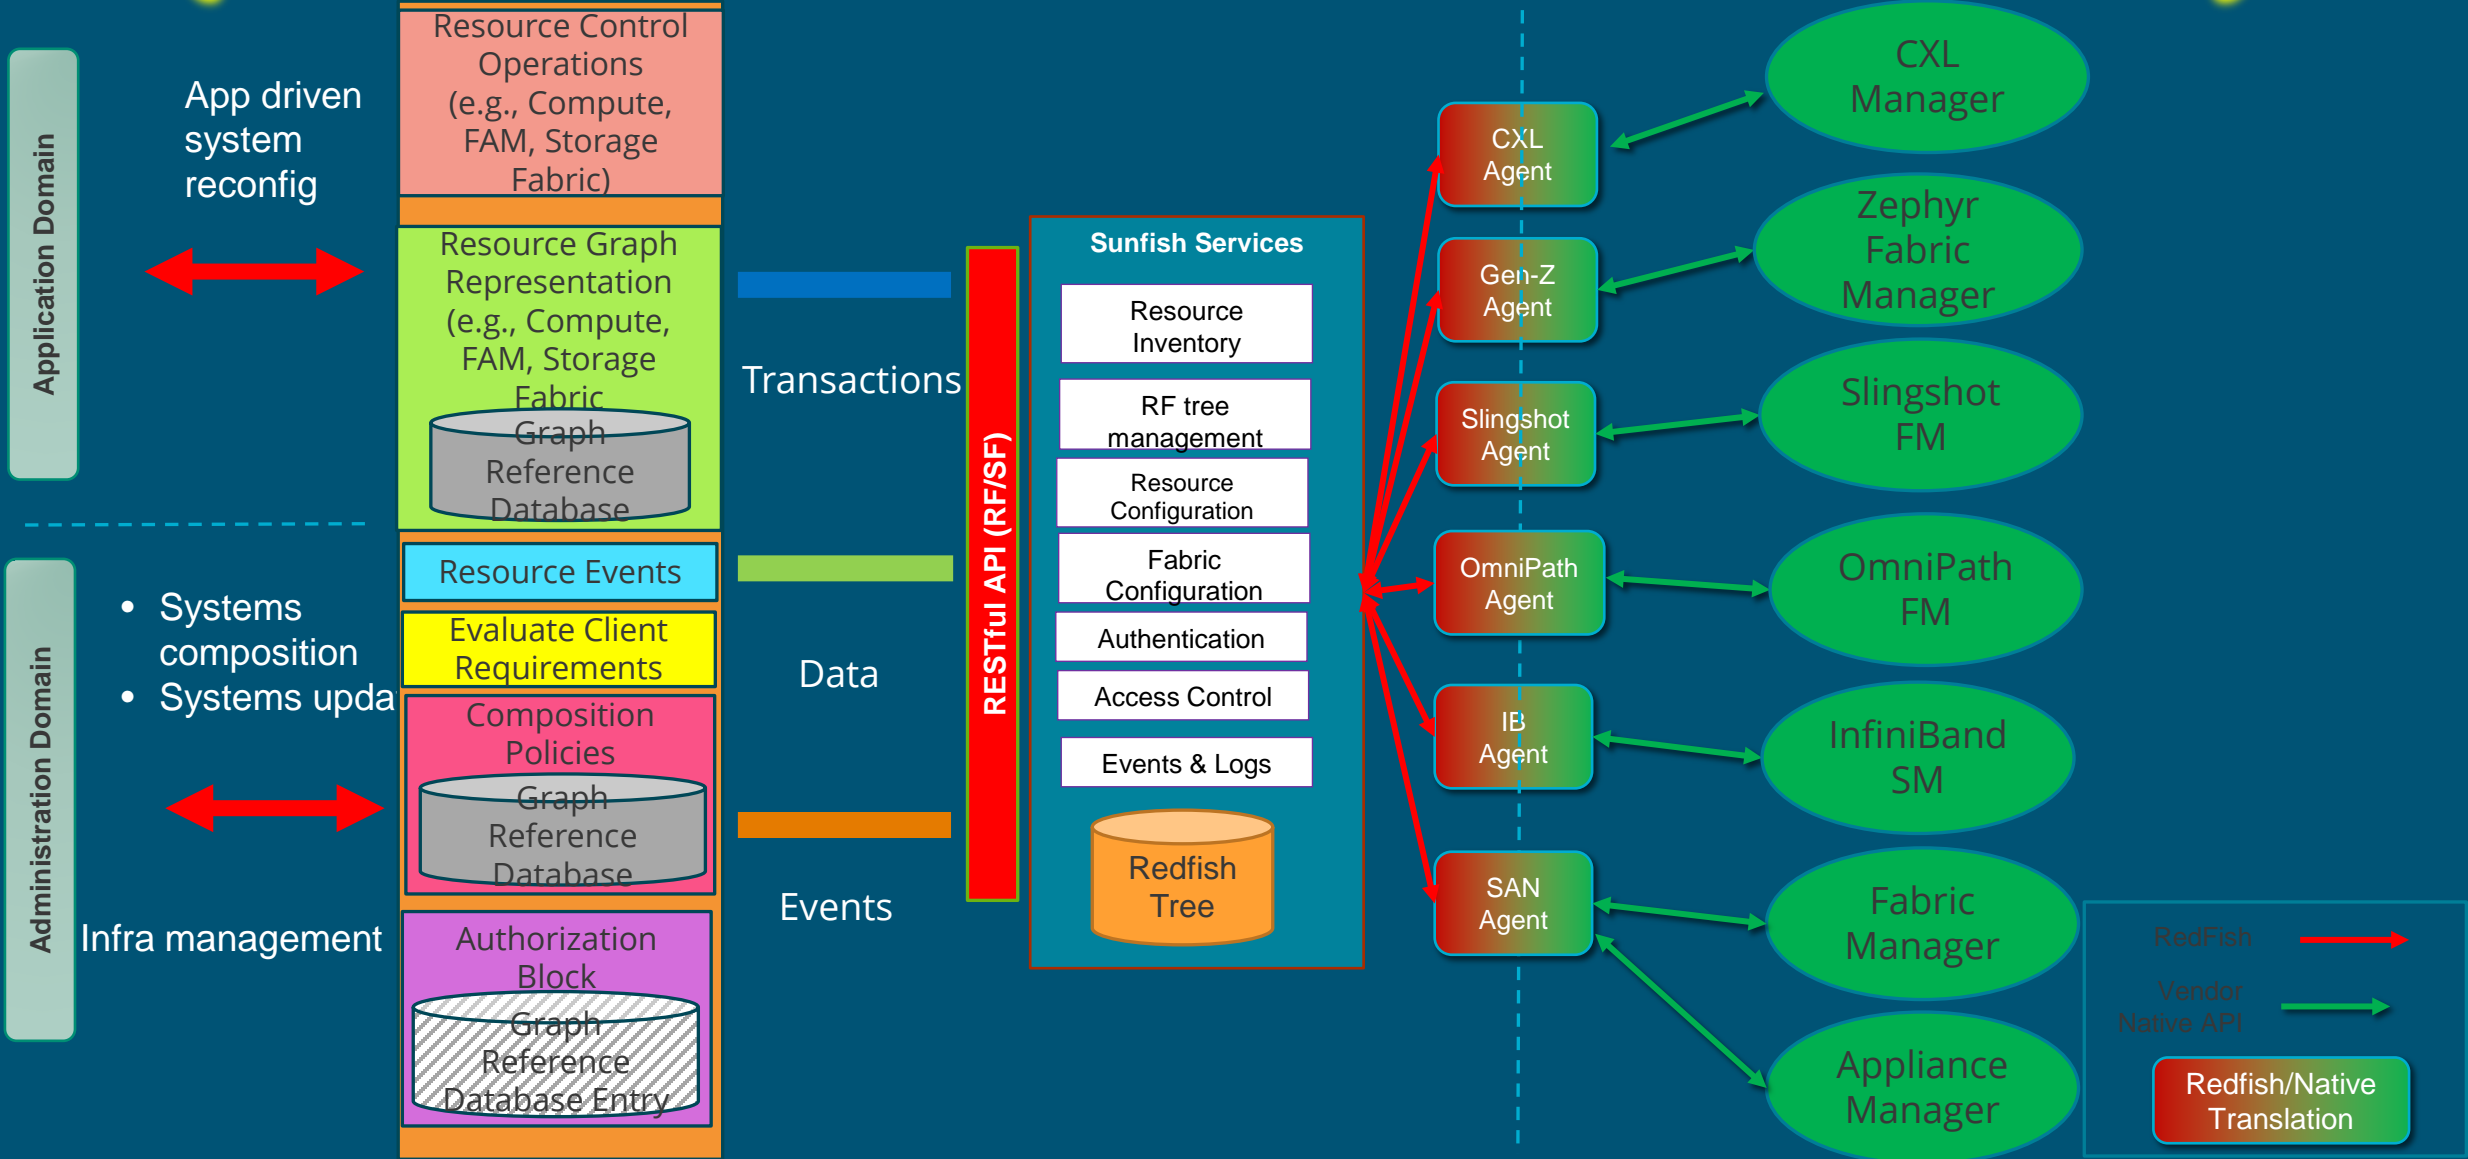 Application Domain
App driven
system
reconfig
Administration Domain
• Systems
composition
• Systems upda
Infra management
Resource Control
Operations
(e.g., Compute,
FAM, Storage
Fabric)
Resource Graph
Representation
(e.g., Compute,
FAM, Storage
Fabric
Graph
Reference
Database
Resource Events
Evaluate Client
Requirements
Composition
Policies
Graph
Reference
Database
Authorization
Block
Graph
Reference
Database Entry
Transactions
Data
Events
RESTful API (RF/SF)
Sunfish Services
Resource
Inventory
RF tree
management
Resource
Configuration
Fabric
Configuration
Authentication
Access Control
Events & Logs
Redfish
Tree
CXL
Agent
Gen-Z
Agent
Slingshot
Agent
OmniPath
Agent
IB
Agent
SAN
Agent
CXL
Manager
Zephyr
Fabric
Manager
Slingshot
FM
OmniPath
FM
InfiniBand
SM
Fabric
Manager
Appliance
Manager
RedFish
Vendor
Native API
Redfish/Native
Translation